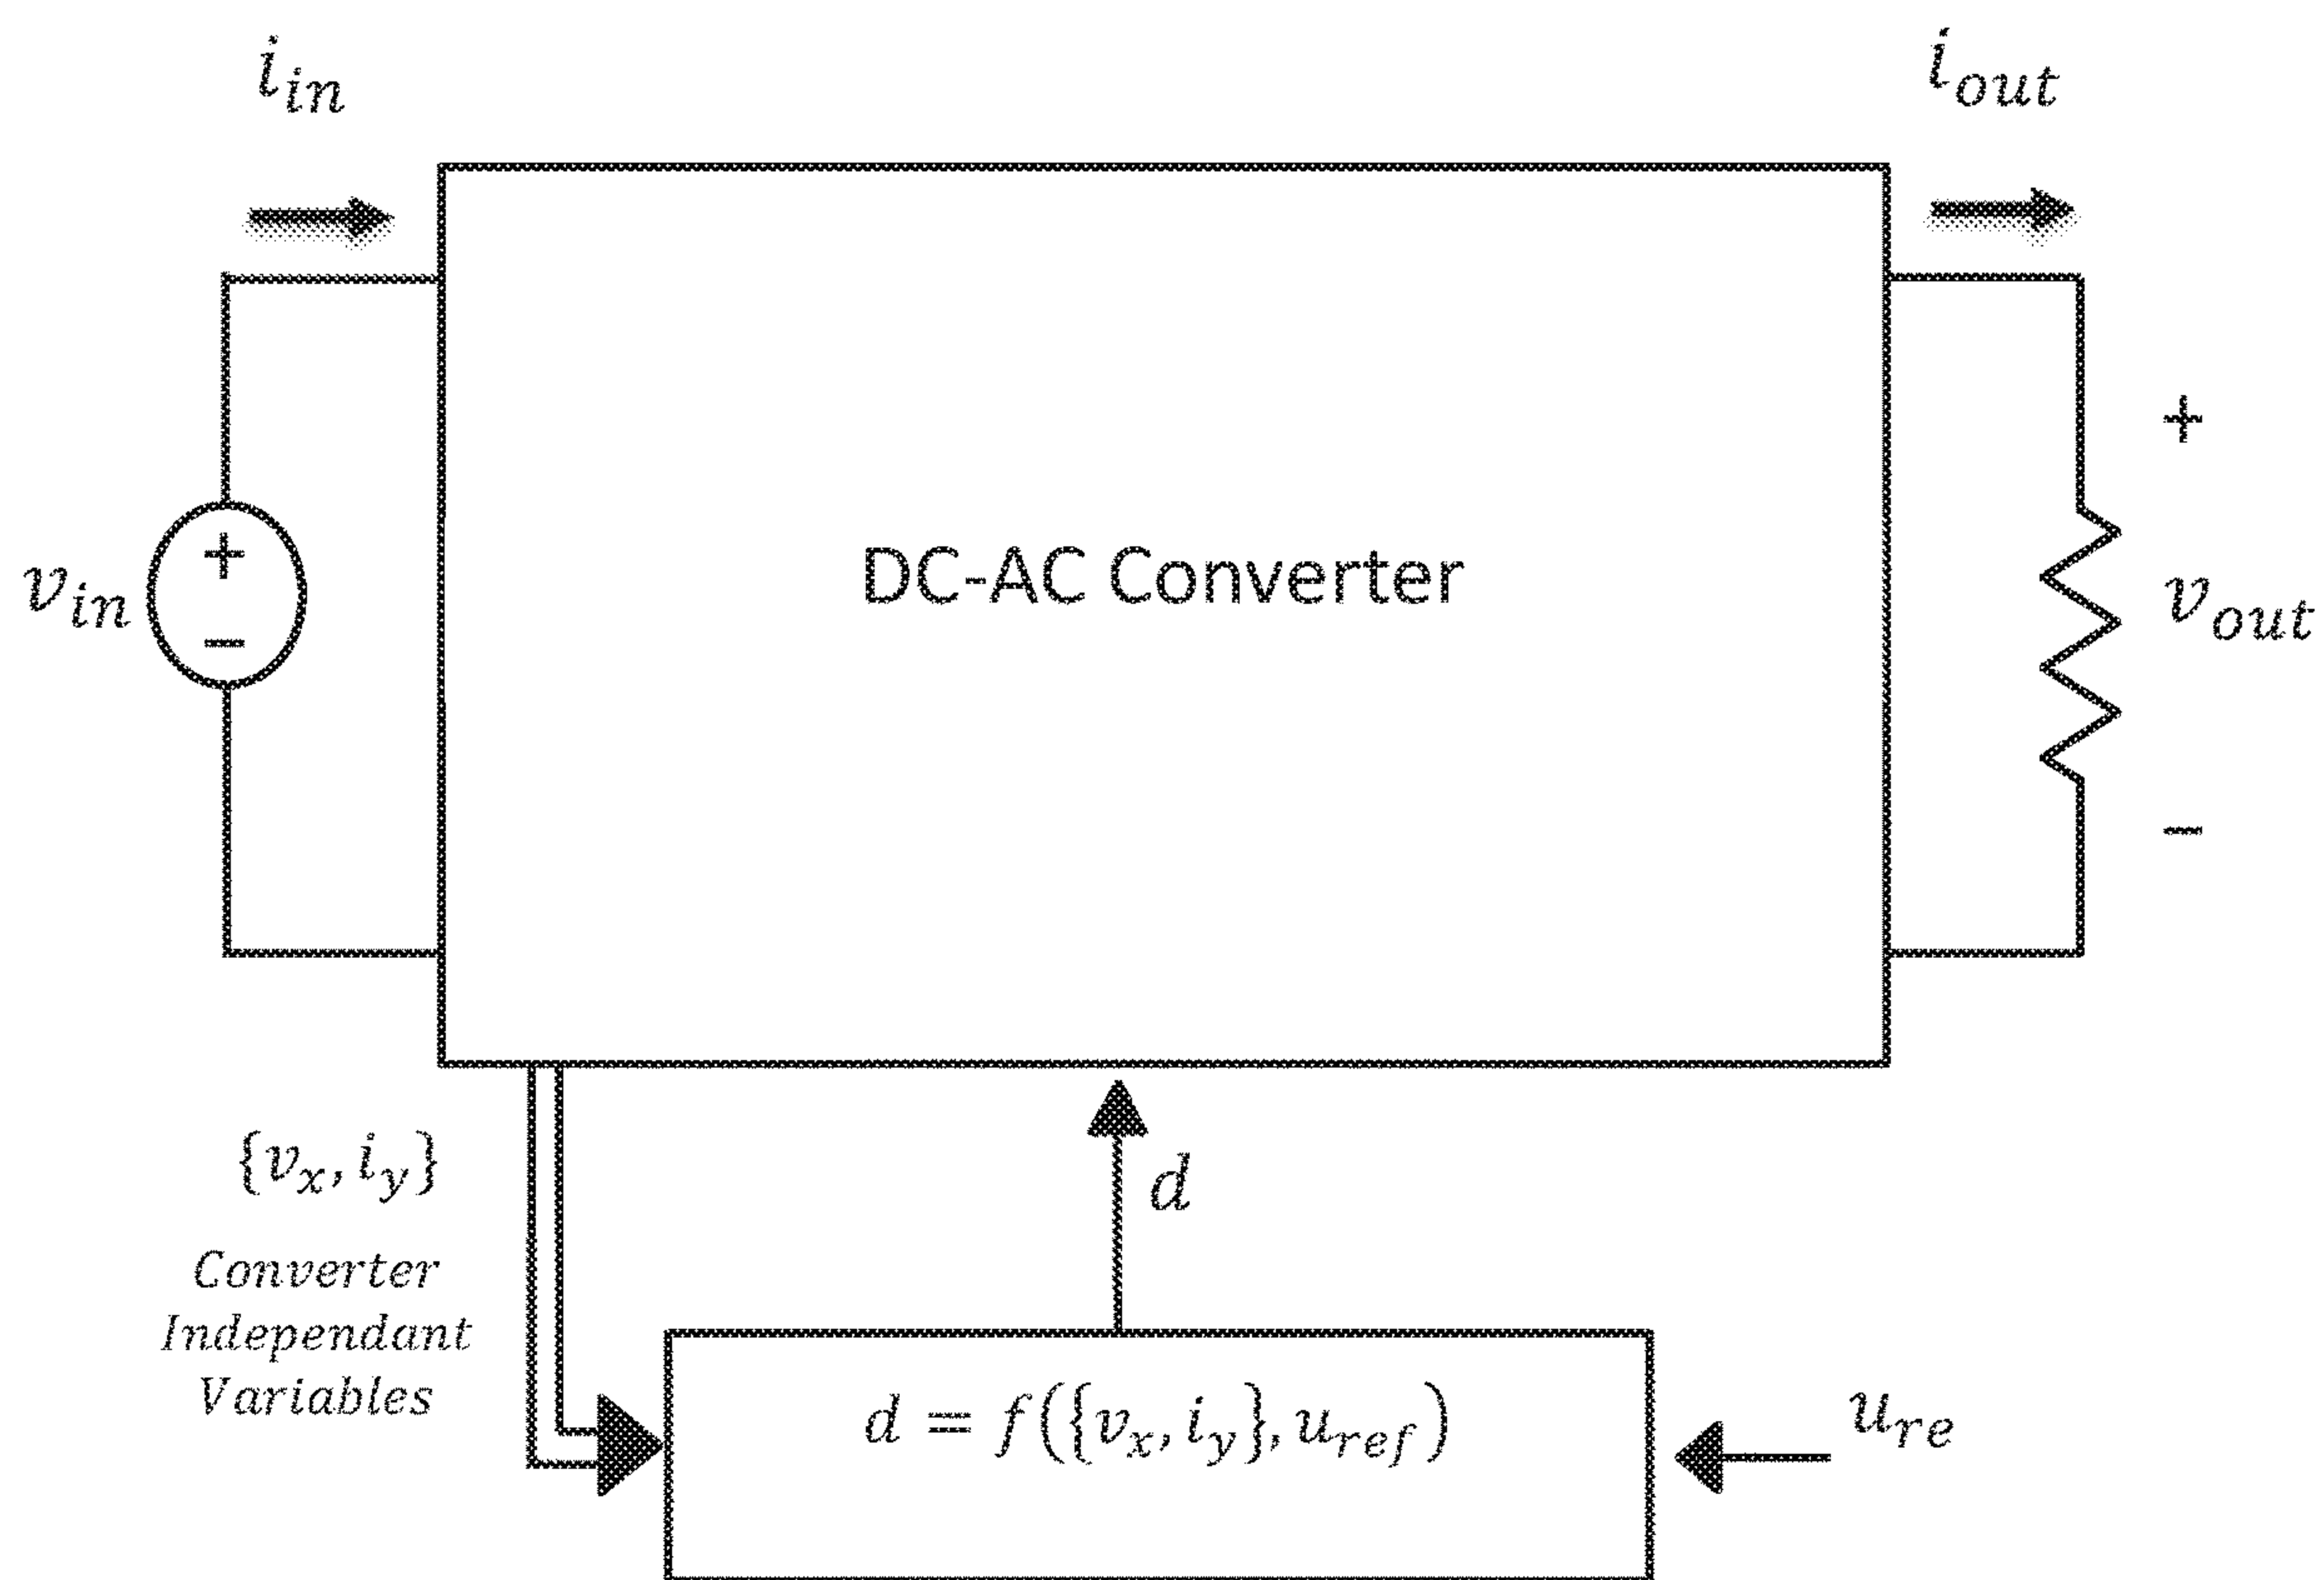 i_in
i_out
+
+
−
v_in
DC-AC Converter
v_out
−
{v_x, i_y}
d
Converter
Independant
Variables
d = f({v_x, i_y}, u_ref)
u_re